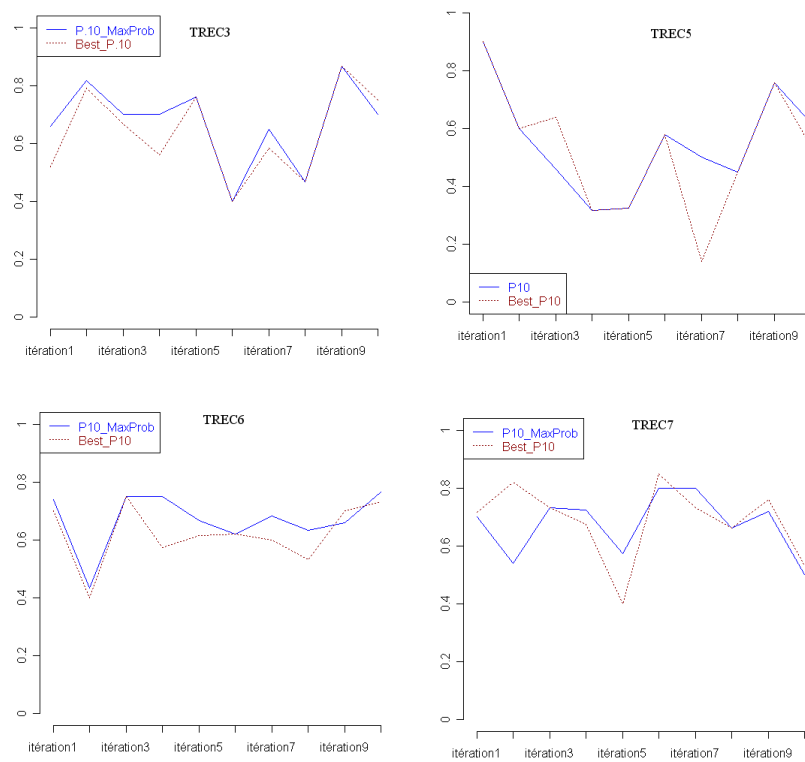 TREC3
P.10_MaxProb
Best_P.10
1
0.8
0.6
0.4
0.2
0
itération1
itération3
itération5
itération7
itération9
TREC5
1
0.8
0.6
0.4
0.2
0
P10
Best_P10
itération1
itération3
itération5
itération7
itération9
TREC6
P10_MaxProb
Best_P10
1
0.8
0.6
0.4
0.2
0
itération1
itération3
itération5
itération7
itération9
TREC7
P10_MaxProb
Best_P10
1
0.8
0.6
0.4
0.2
0
itération1
itération3
itération5
itération7
itération9